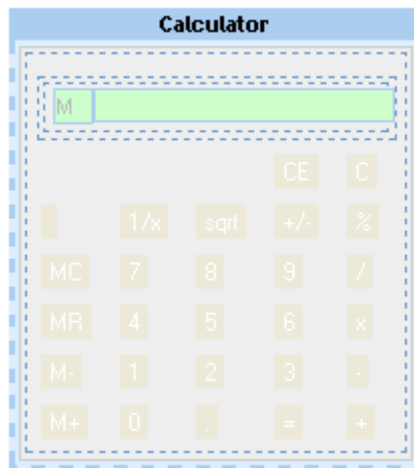 Calculator
M
CE C
1/x sqrt +/- %
MC 7 8 9 /
MR 4 5 6 x
M- 1 2 3 -
M+ 0 . = +